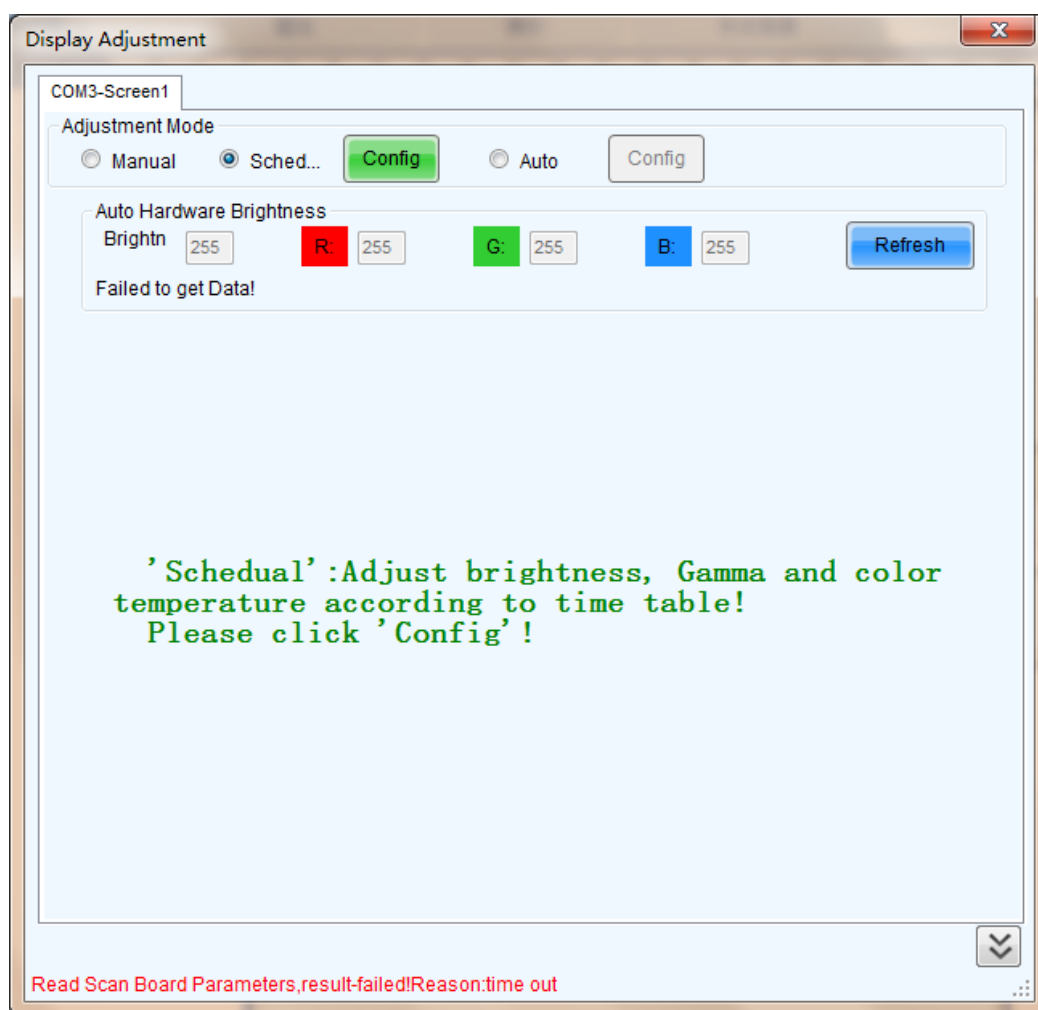 Display Adjustment
COM3-Screen1
Adjustment Mode
Manual Sched... Config Auto Config
Auto Hardware Brightness
Brightn 255 R: 255 G: 255 B: 255 Refresh
Failed to get Data!
'Schedual':Adjust brightness, Gamma and color
temperature according to time table!
Please click 'Config'!
Read Scan Board Parameters,result-failed!Reason:time out